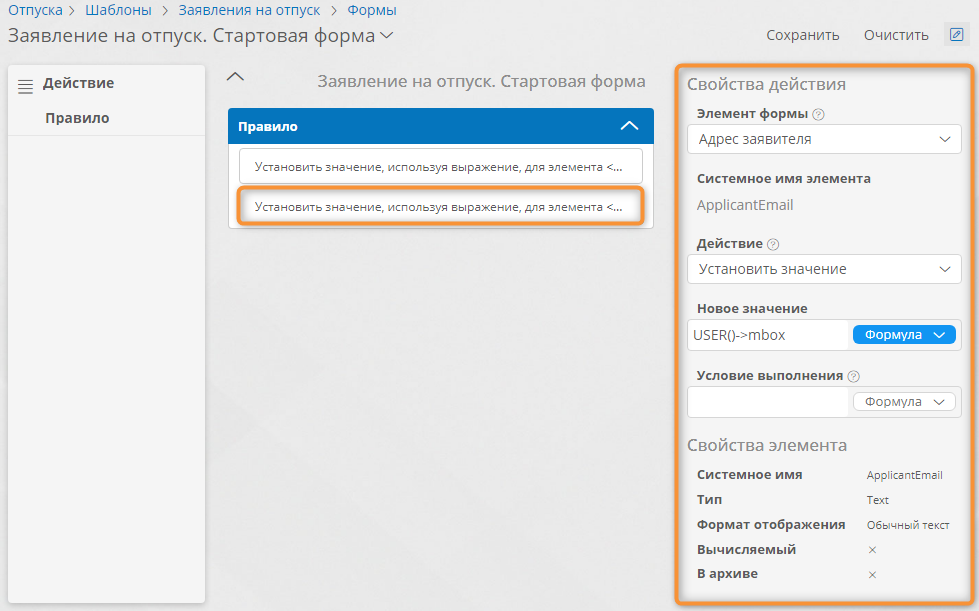 Отпуска > Шаблоны > Заявления на отпуск > Формы
Заявление на отпуск. Стартовая форма
Сохранить Очистить
Действие
Правило
Заявление на отпуск. Стартовая форма
Правило
Установить значение, используя выражение, для элемента <...
Установить значение, используя выражение, для элемента <...
Свойства действия
Элемент формы ?
Адрес заявителя
Системное имя элемента
ApplicantEmail
Действие ?
Установить значение
Новое значение
USER()->mbox Формула
Условие выполнения ?
Формула
Свойства элемента
Системное имя ApplicantEmail
Тип Text
Формат отображения Обычный текст
Вычисляемый ×
В архиве ×